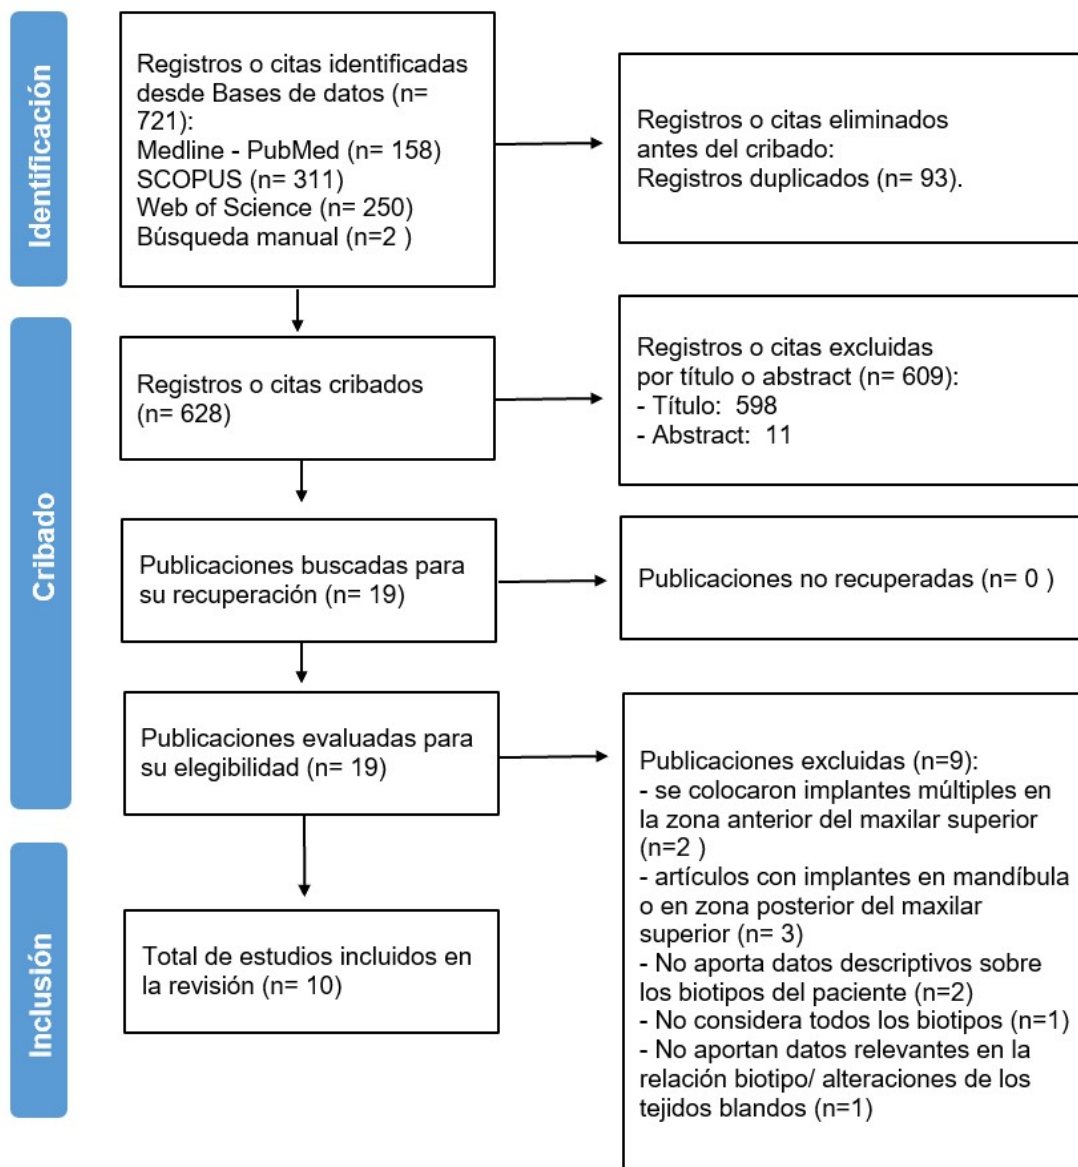 Identificación
Registros o citas identificadas
desde Bases de datos (n=
721):
Medline - PubMed (n= 158)
SCOPUS (n= 311)
Web of Science (n= 250)
Búsqueda manual (n=2 )
Registros o citas eliminados
antes del cribado:
Registros duplicados (n= 93).
Cribado
Registros o citas cribados
(n= 628)
Registros o citas excluidas
por título o abstract (n= 609):
- Título:  598
- Abstract:  11
Publicaciones buscadas para
su recuperación (n= 19)
Publicaciones no recuperadas (n= 0 )
Publicaciones evaluadas para
su elegibilidad (n= 19)
Publicaciones excluidas (n=9):
- se colocaron implantes múltiples en
la zona anterior del maxilar superior
(n=2 )
- artículos con implantes en mandíbula
o en zona posterior del maxilar
superior (n= 3)
- No aporta datos descriptivos sobre
los biotipos del paciente (n=2)
- No considera todos los biotipos (n=1)
- No aportan datos relevantes en la
relación biotipo/ alteraciones de los
tejidos blandos (n=1)
Inclusión
Total de estudios incluidos en
la revisión (n= 10)